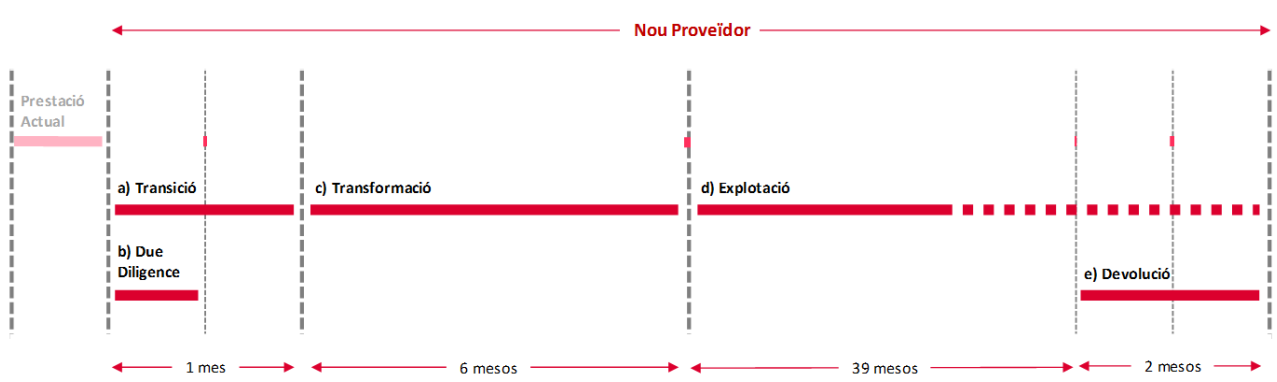 Nou Proveïdor
Prestació
Actual
a) Transició
c) Transformació
d) Explotació
b) Due
Diligence
e) Devolució
1 mes
6 mesos
39 mesos
2 mesos